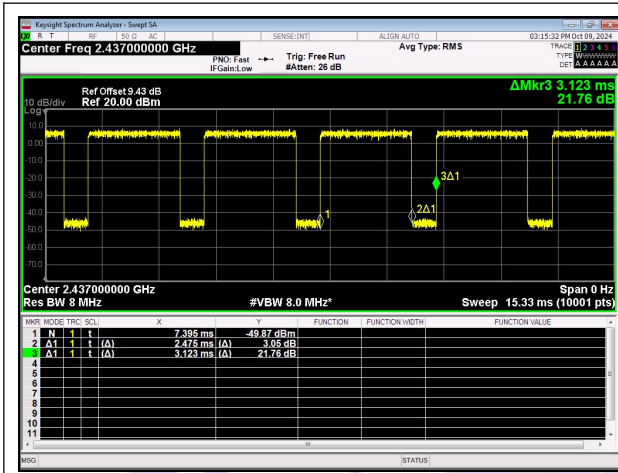 Keysight Spectrum Analyzer - Swept SA
LXI R T RF 50 Ω AC SENSE:INT ALIGN AUTO 03:15:32 PM Oct 09, 2024
Center Freq 2.437000000 GHz
Avg Type: RMS
TRACE 1 2 3 4 5 6
PNO: Fast Trig: Free Run
TYPE W
IFGain:Low #Atten: 26 dB
DET A A A A A A
ΔMkr3 3.123 ms
21.76 dB
Ref Offset 9.43 dB
10 dB/div Ref 20.00 dBm
Log
10.0
0.00
-10.0
-20.0
-30.0
-40.0
-50.0
-60.0
-70.0
3Δ1
2Δ1
1
Center 2.437000000 GHz Span 0 Hz
Res BW 8 MHz #VBW 8.0 MHz* Sweep 15.33 ms (10001 pts)
MKR MODE TRC SCL X Y FUNCTION FUNCTION WIDTH FUNCTION VALUE
1 N 1 t 7.395 ms -49.87 dBm
2 Δ1 1 t (Δ) 2.475 ms (Δ) 3.05 dB
3 Δ1 1 t (Δ) 3.123 ms (Δ) 21.76 dB
4
5
6
7
8
9
10
11
MSG STATUS